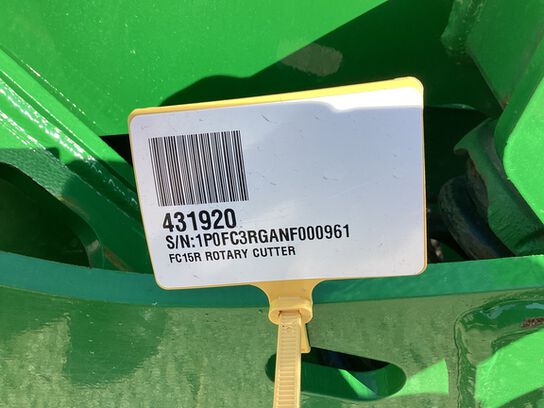 431920
S/N:1P0FC3RGANF000961
FC15R ROTARY CUTTER